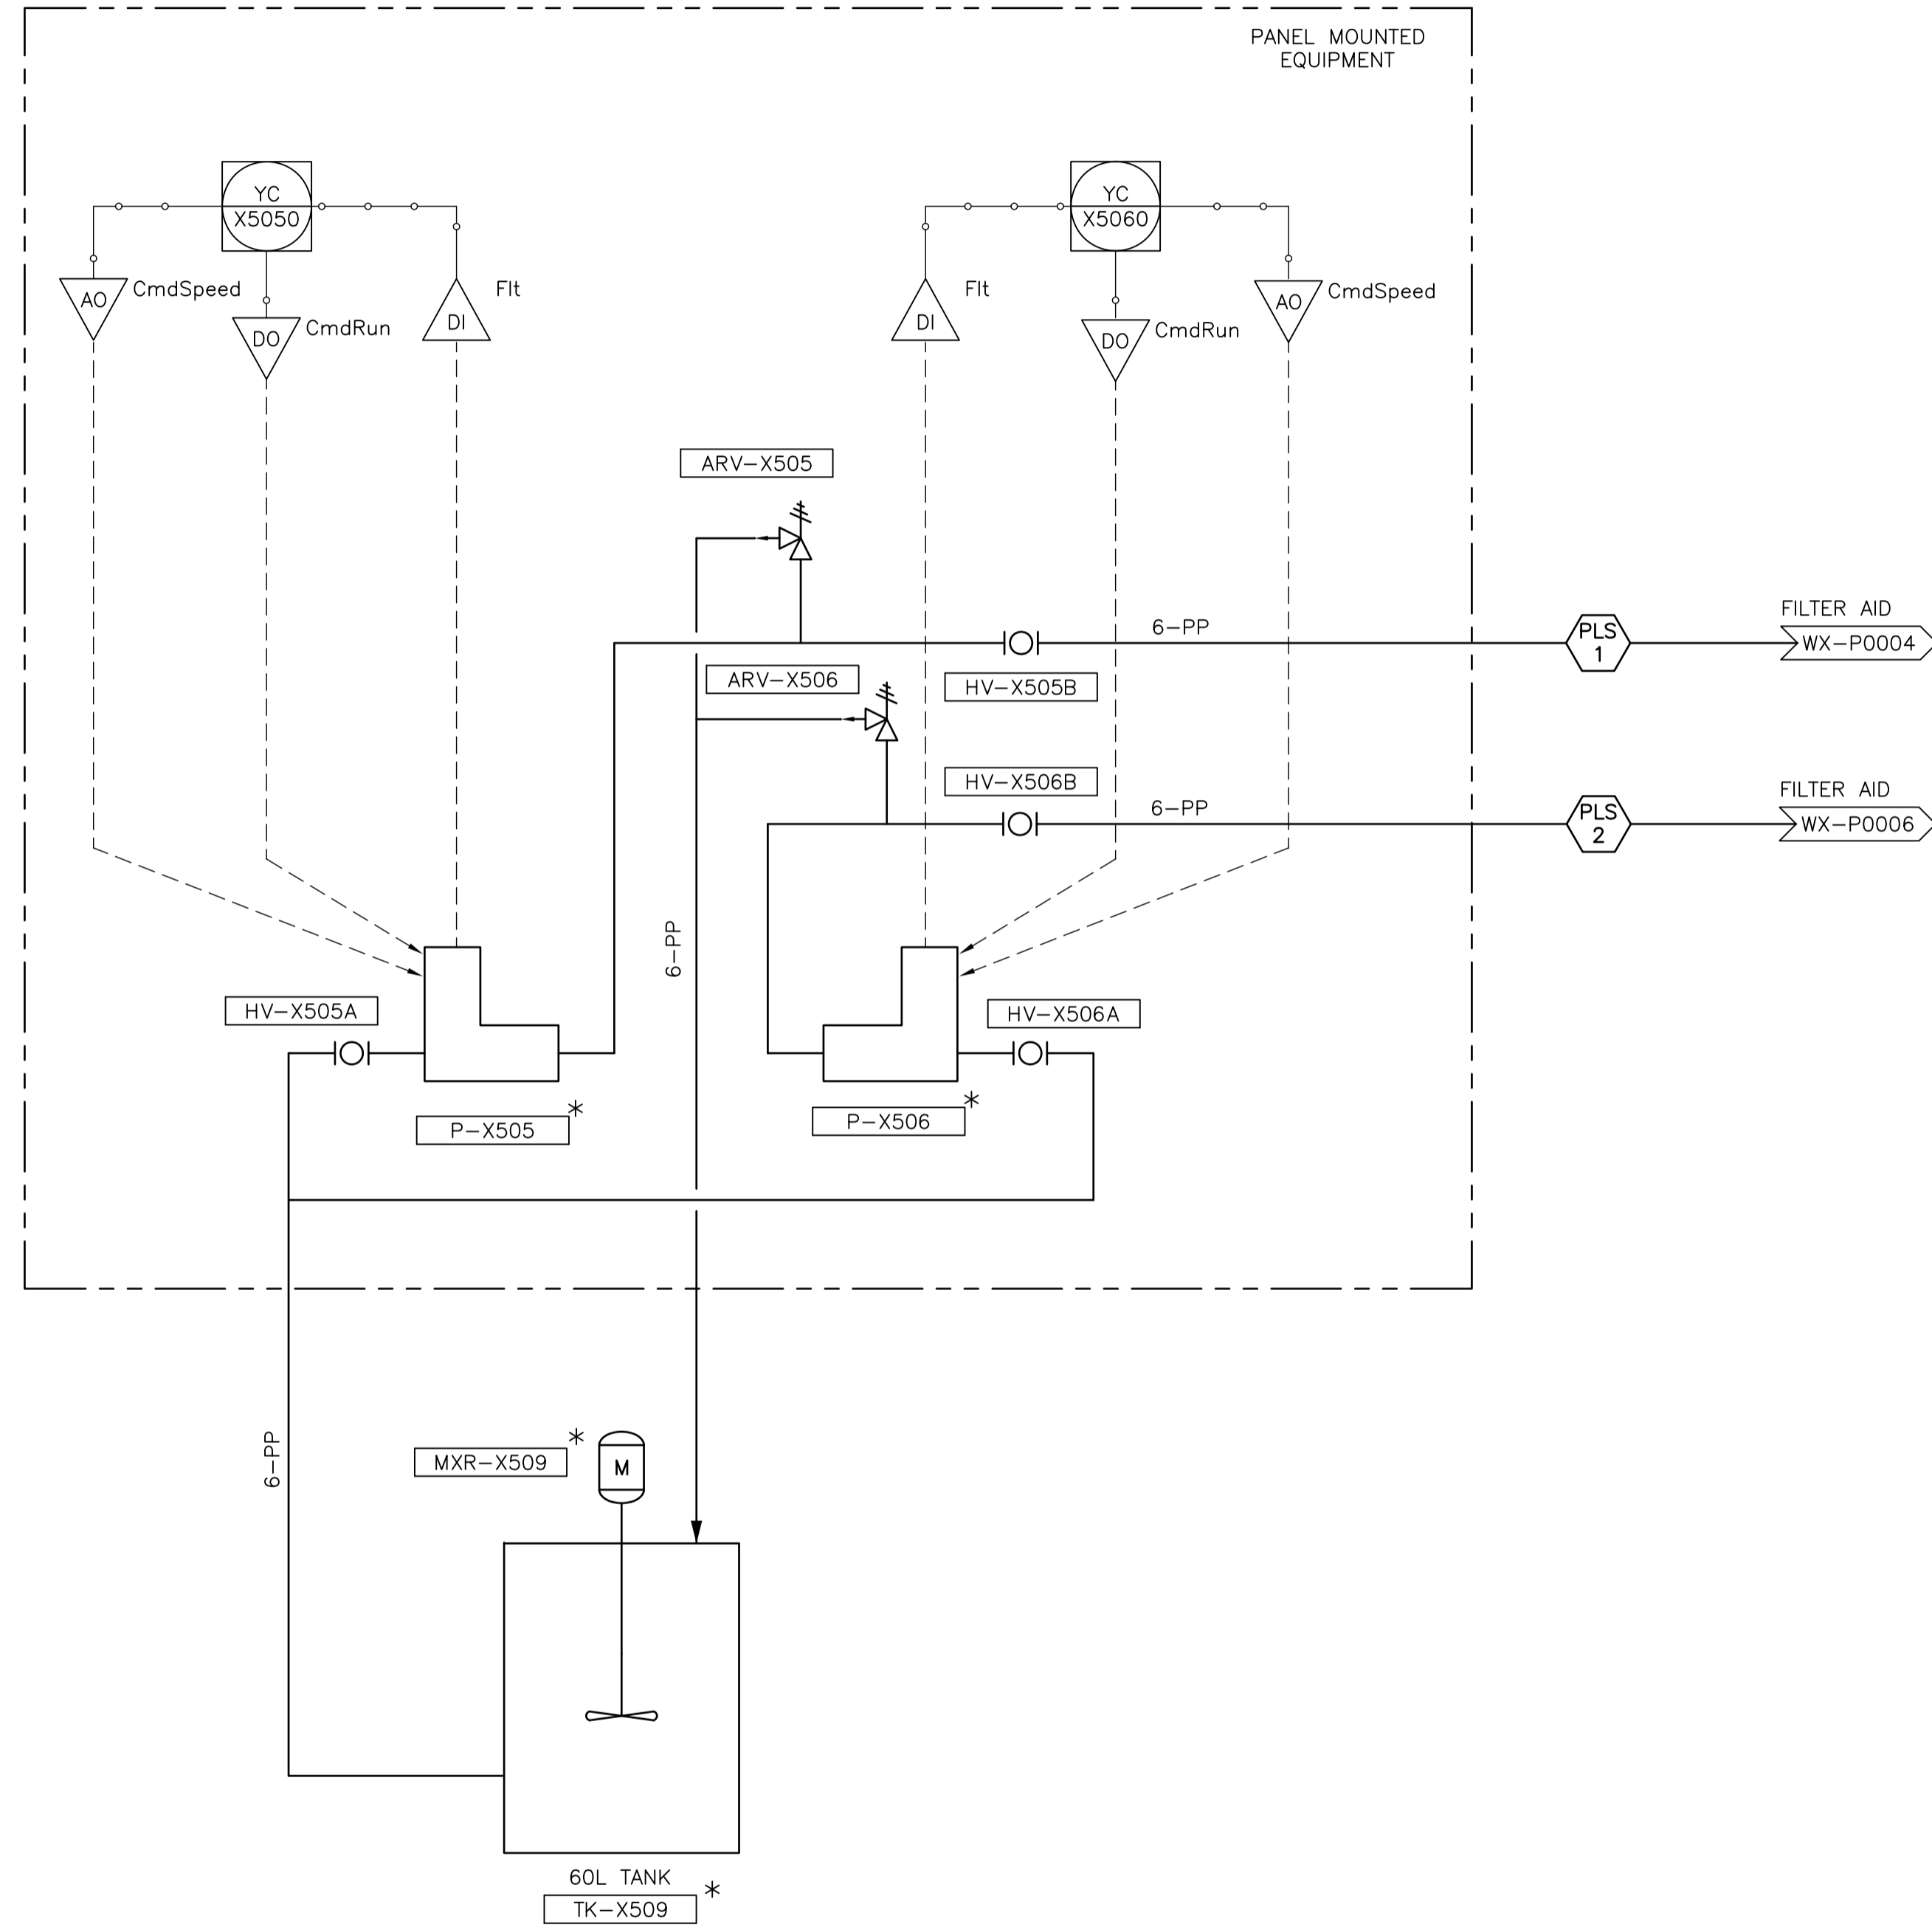 PANEL MOUNTED
EQUIPMENT
YC
X5050
YC
X5060
AO
CmdSpeed
DO
CmdRun
DI
Flt
DI
Flt
DO
CmdRun
AO
CmdSpeed
ARV-X505
6-PP
HV-X505B
PLS
1
FILTER AID
WX-P0004
ARV-X506
HV-X506B
6-PP
PLS
2
FILTER AID
WX-P0006
6-PP
HV-X505A
HV-X506A
P-X505 *
P-X506 *
6-PP
MXR-X509 *
M
60L TANK
TK-X509 *